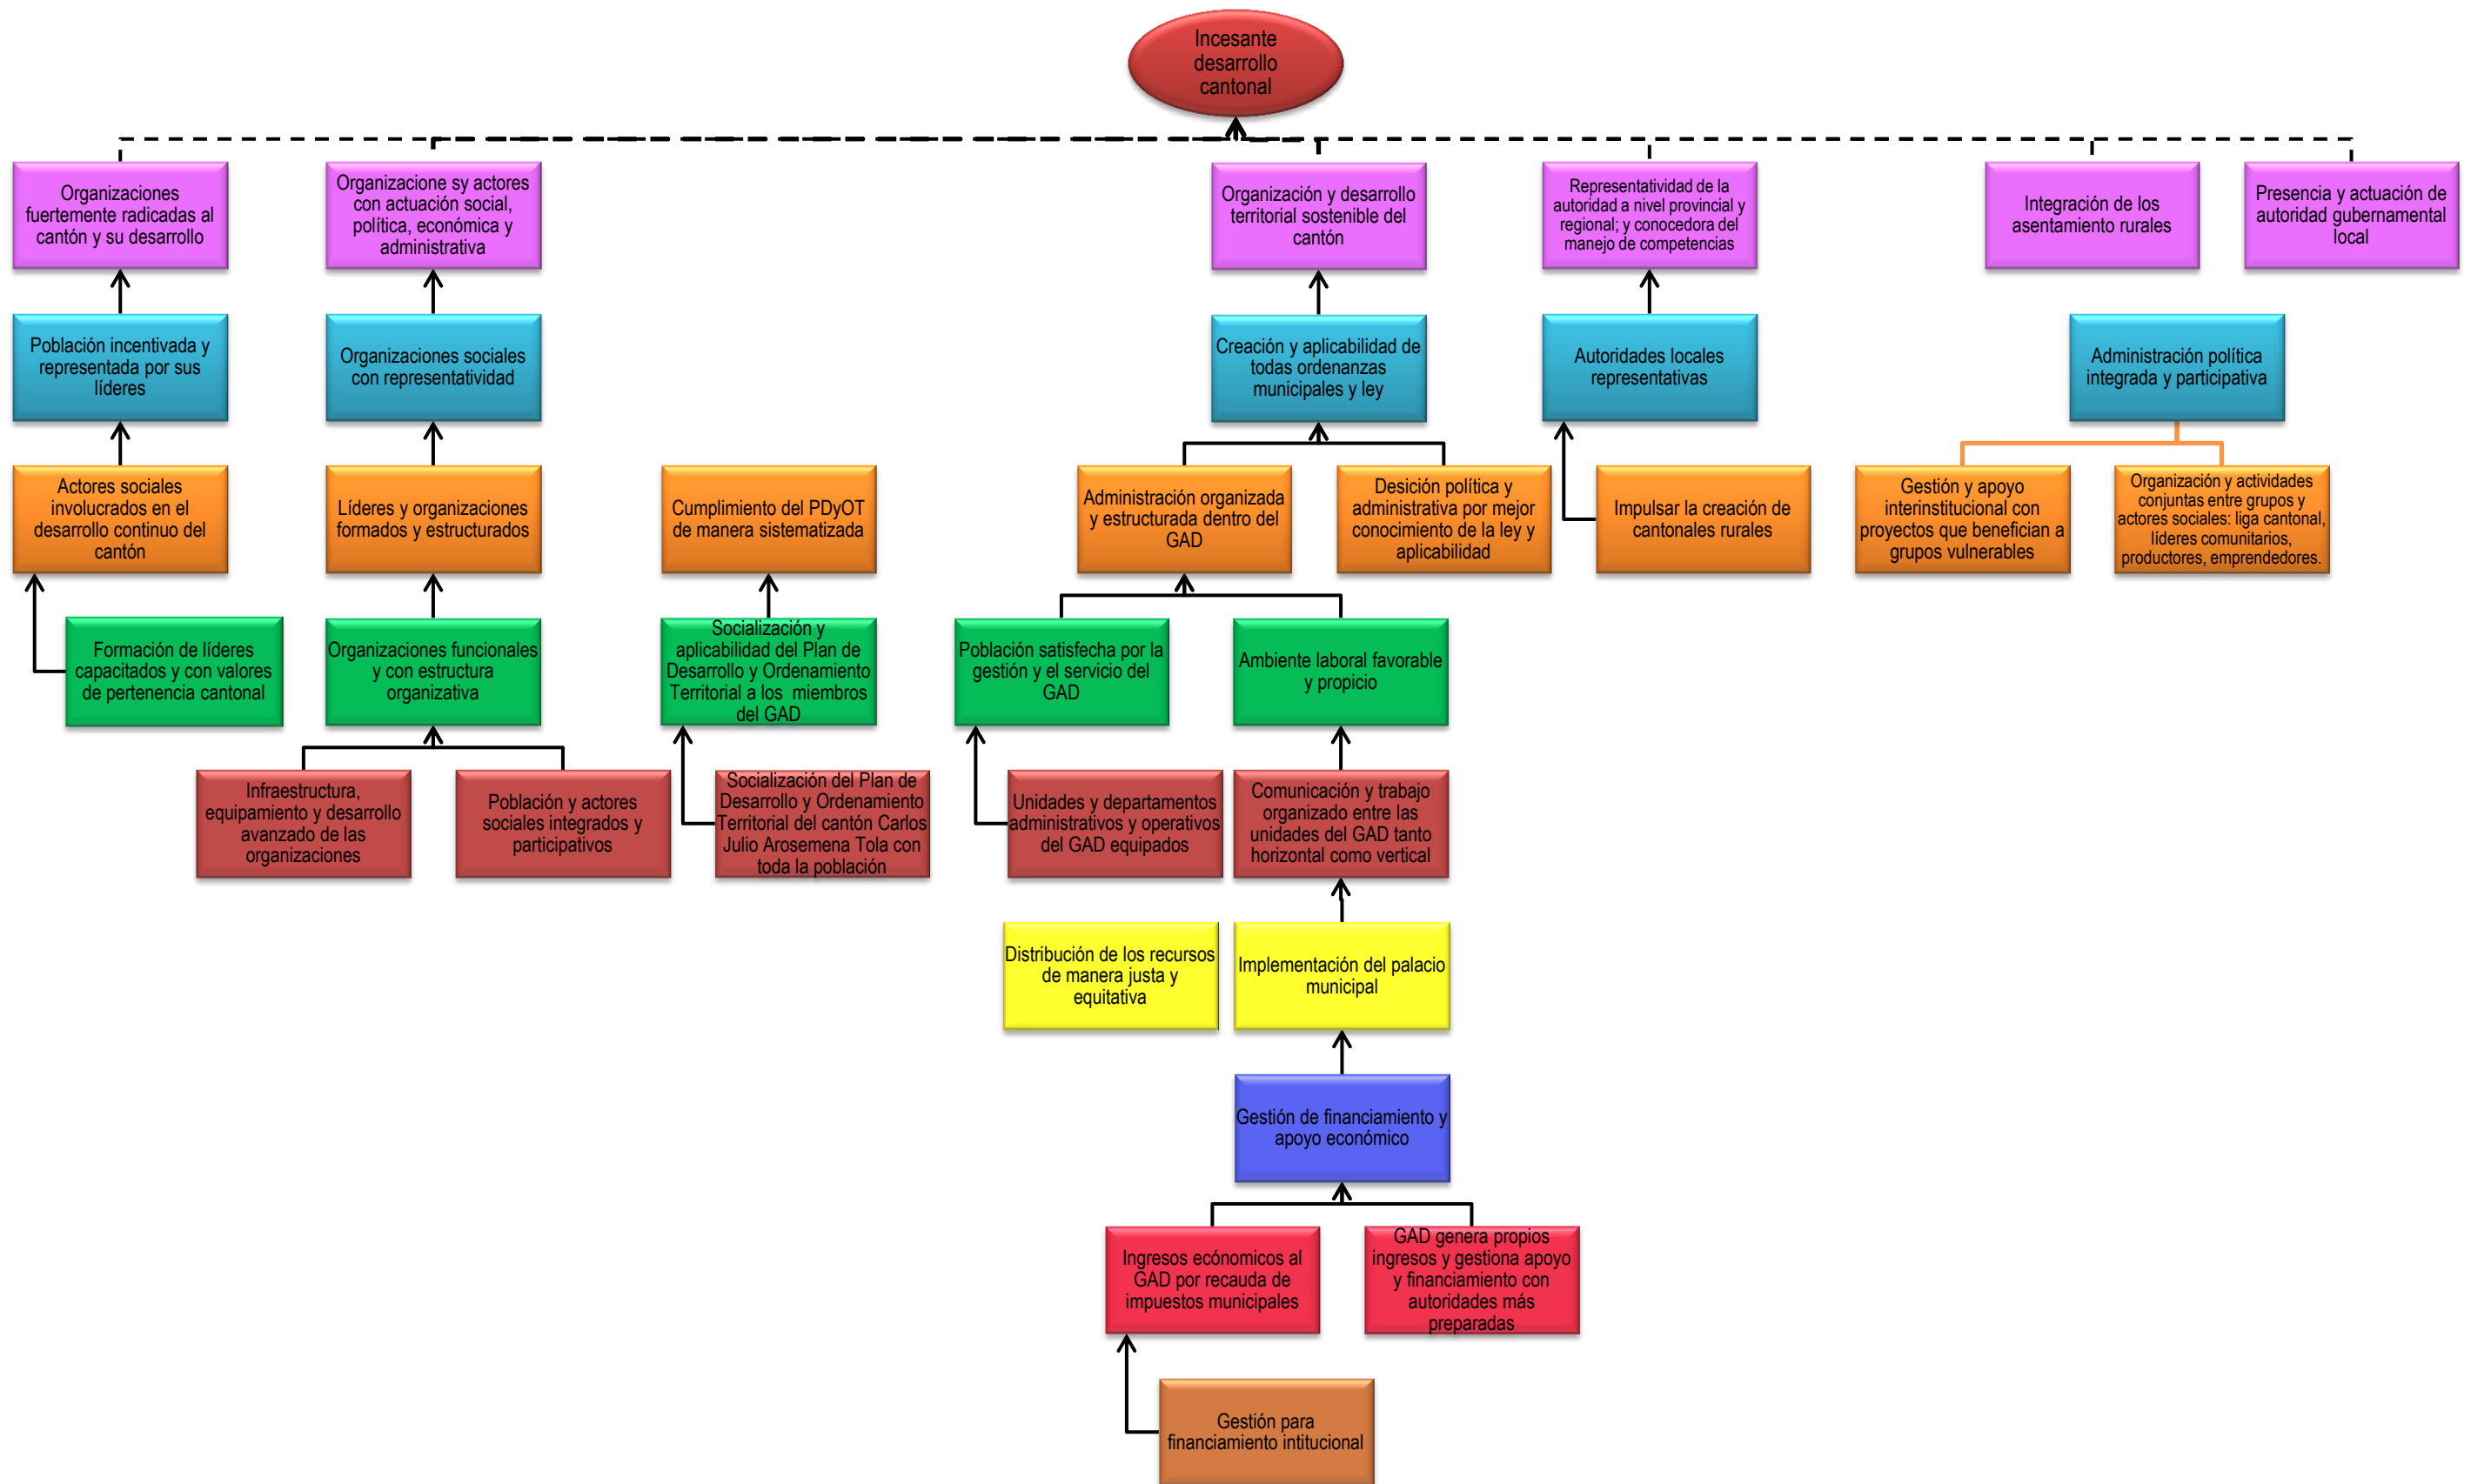 Incesante
desarrollo
cantonal
Organizaciones
fuertemente radicadas al
cantón y su desarrollo
Organizacione sy actores
con actuación social,
política, económica y
administrativa
Organización y desarrollo
territorial sostenible del
cantón
Representatividad de la
autoridad a nivel provincial y
regional; y conocedora del
manejo de competencias
Integración de los
asentamiento rurales
Presencia y actuación de
autoridad gubernamental
local
Población incentivada y
representada por sus
líderes
Organizaciones sociales
con representatividad
Creación y aplicabilidad de
todas ordenanzas
municipales y ley
Autoridades locales
representativas
Administración política
integrada y participativa
Actores sociales
involucrados en el
desarrollo continuo del
cantón
Líderes y organizaciones
formados y estructurados
Cumplimiento del PDyOT
de manera sistematizada
Administración organizada
y estructurada dentro del
GAD
Desición política y
administrativa por mejor
conocimiento de la ley y
aplicabilidad
Impulsar la creación de
cantonales rurales
Gestión y apoyo
interinstitucional con
proyectos que benefician a
grupos vulnerables
Organización y actividades
conjuntas entre grupos y
actores sociales: liga cantonal,
líderes comunitarios,
productores, emprendedores.
Formación de líderes
capacitados y con valores
de pertenencia cantonal
Organizaciones funcionales
y con estructura
organizativa
Socialización y
aplicabilidad del Plan de
Desarrollo y Ordenamiento
Territorial a los  miembros
del GAD
Población satisfecha por la
gestión y el servicio del
GAD
Ambiente laboral favorable
y propicio
Infraestructura,
equipamiento y desarrollo
avanzado de las
organizaciones
Población y actores
sociales integrados y
participativos
Socialización del Plan de
Desarrollo y Ordenamiento
Territorial del cantón Carlos
Julio Arosemena Tola con
toda la población
Unidades y departamentos
administrativos y operativos
del GAD equipados
Comunicación y trabajo
organizado entre las
unidades del GAD tanto
horizontal como vertical
Distribución de los recursos
de manera justa y
equitativa
Implementación del palacio
municipal
Gestión de financiamiento y
apoyo económico
Ingresos ecónomicos al
GAD por recauda de
impuestos municipales
GAD genera propios
ingresos y gestiona apoyo
y financiamiento con
autoridades más
preparadas
Gestión para
financiamiento intitucional